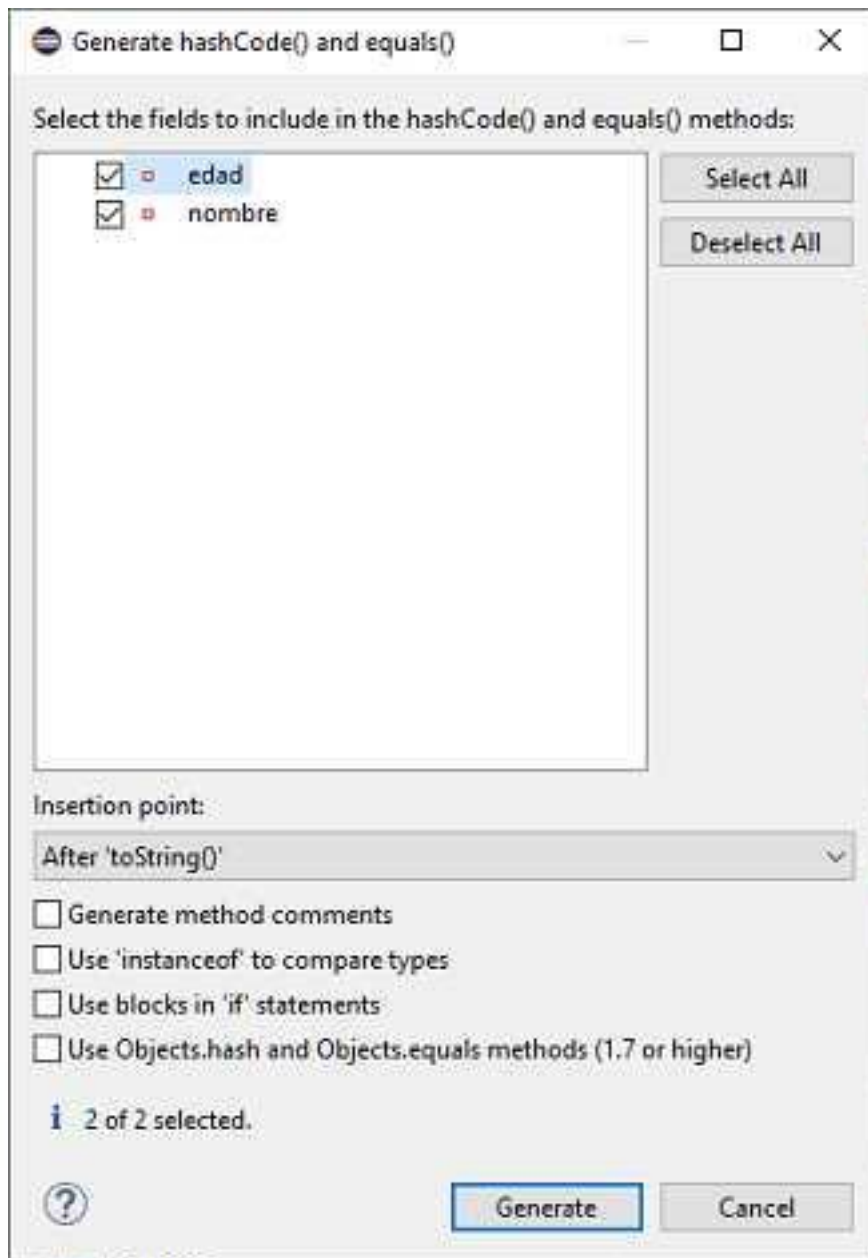 Generate hashCode() and equals()
Select the fields to include in the hashCode() and equals() methods:
edad
nombre
Select All
Deselect All
Insertion point:
After 'toString()'
Generate method comments
Use 'instanceof' to compare types
Use blocks in 'if' statements
Use Objects.hash and Objects.equals methods (1.7 or higher)
i 2 of 2 selected.
?
Generate
Cancel